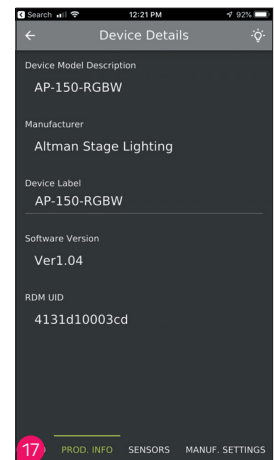 Search 12:21 PM 92%
Device Details
Device Model Description
AP-150-RGBW
Manufacturer
Altman Stage Lighting
Device Label
AP-150-RGBW
Software Version
Ver1.04
RDM UID
4131d10003cd
17 PROD. INFO SENSORS MANUF. SETTINGS